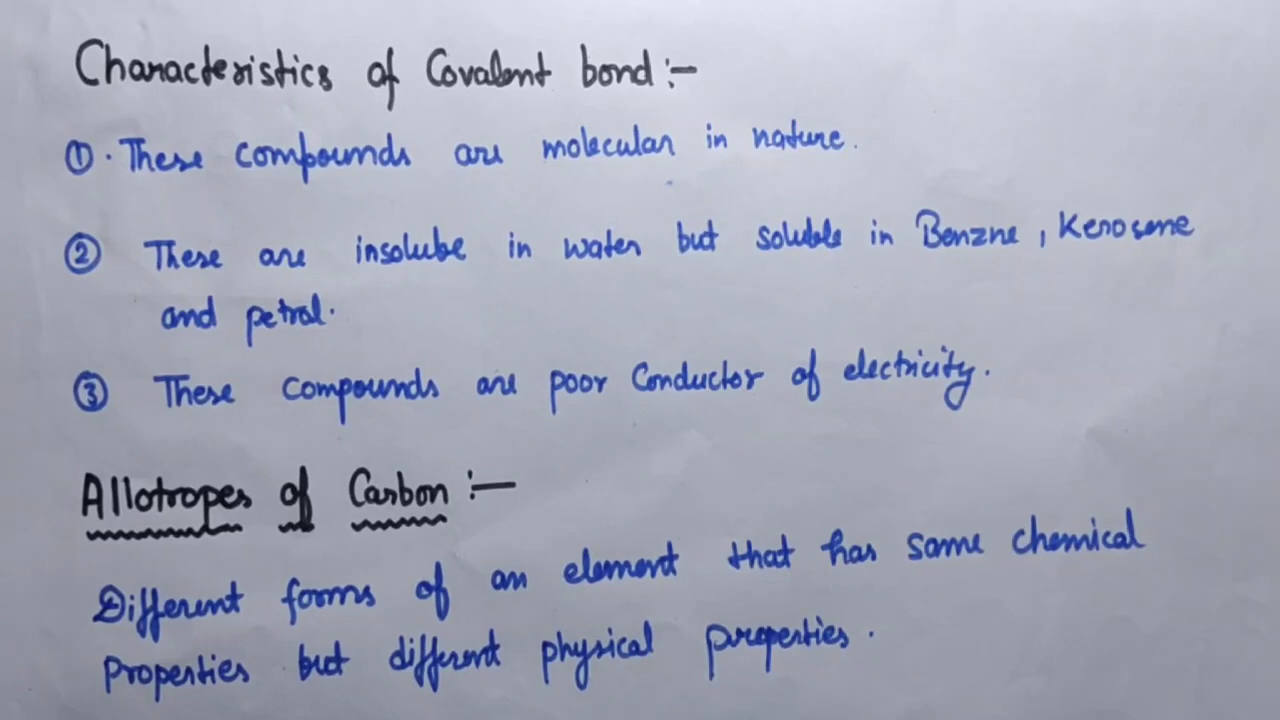 Characteristics of Covalent bond :-
① . These compounds are molecular in nature.
② These are insolube in water but soluble in Benzne , Kerosene
and petral.
③ These compounds are poor Conductor of electricity.
Allotropes of Carbon :-
Different forms of an element that has same chemical
Properties but different physical properties .